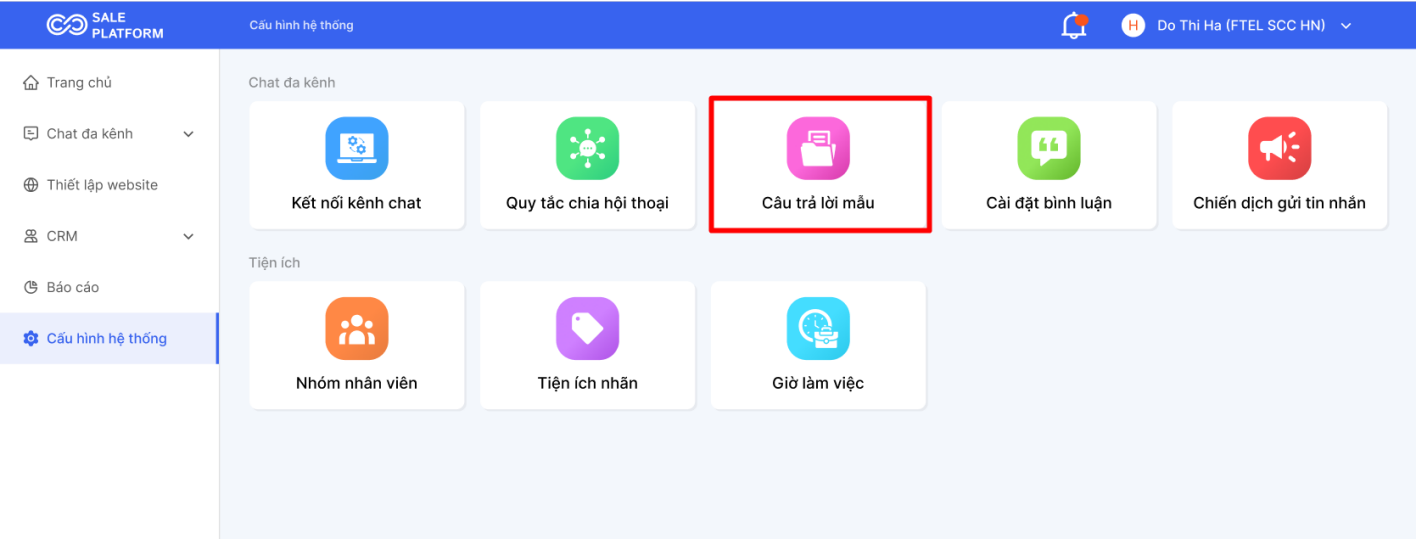 SALE
PLATFORM
Cấu hình hệ thống
H
Do Thi Ha (FTEL SCC HN)
Trang chủ
Chat đa kênh
Thiết lập website
CRM
Báo cáo
Cấu hình hệ thống
Chat đa kênh
Kết nối kênh chat
Quy tắc chia hội thoại
Câu trả lời mẫu
Cài đặt bình luận
Chiến dịch gửi tin nhắn
Tiện ích
Nhóm nhân viên
Tiện ích nhãn
Giờ làm việc